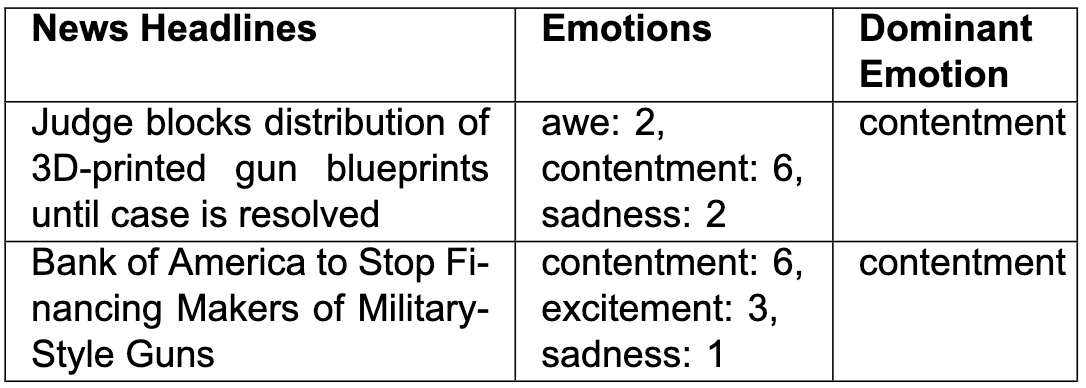 News Headlines
Emotions
Dominant
Emotion
Judge blocks distribution of
3D-printed gun blueprints
until case is resolved
awe: 2,
contentment: 6,
sadness: 2
contentment
Bank of America to Stop Fi-
nancing Makers of Military-
Style Guns
contentment: 6,
excitement: 3,
sadness: 1
contentment